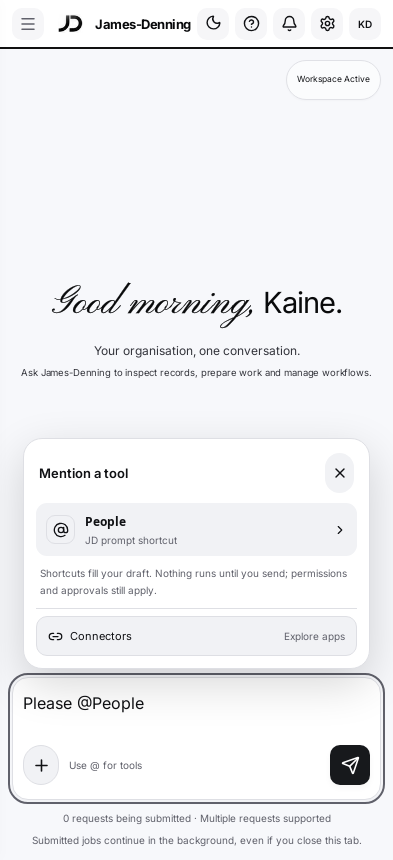 JD James-Denning KD
Workspace Active
Good morning, Kaine.
Your organisation, one conversation.
Ask James-Denning to inspect records, prepare work and manage workflows.
Mention a tool
@ People
JD prompt shortcut
Shortcuts fill your draft. Nothing runs until you send; permissions
and approvals still apply.
Connectors Explore apps
Please @People
Use @ for tools
0 requests being submitted · Multiple requests supported
Submitted jobs continue in the background, even if you close this tab.